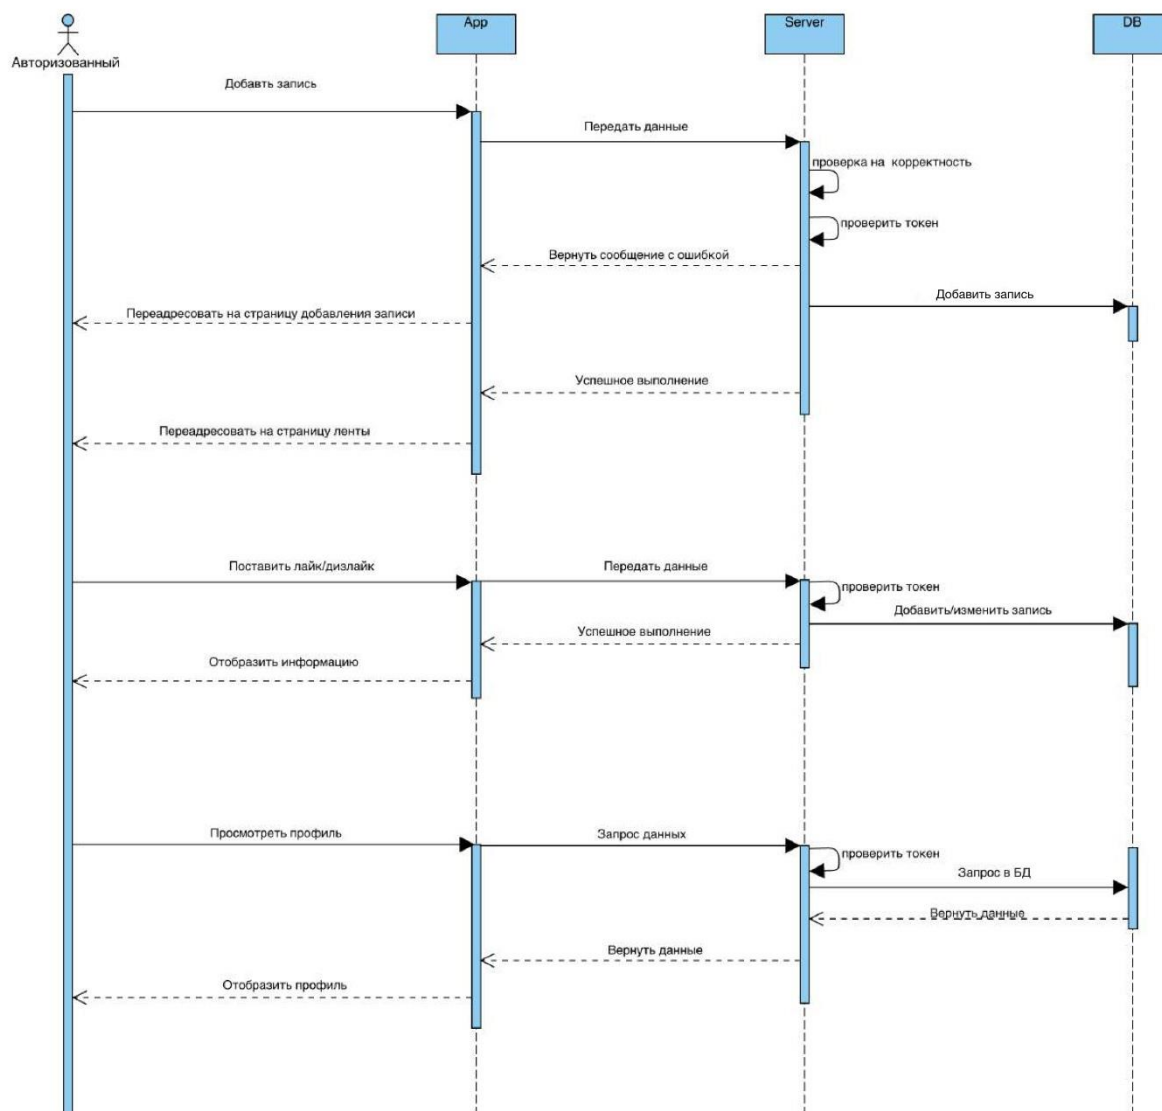 App
Server
DB
Авторизованный
Добавть запись
Передать данные
проверка на корректность
проверить токен
Вернуть сообщение с ошибкой
Добавить запись
Переадресовать на страницу добавления записи
Успешное выполнение
Переадресовать на страницу ленты
Поставить лайк/дизлайк
Передать данные
проверить токен
Добавить/изменить запись
Успешное выполнение
Отобразить информацию
Просмотреть профиль
Запрос данных
проверить токен
Запрос в БД
Вернуть данные
Вернуть данные
Отобразить профиль